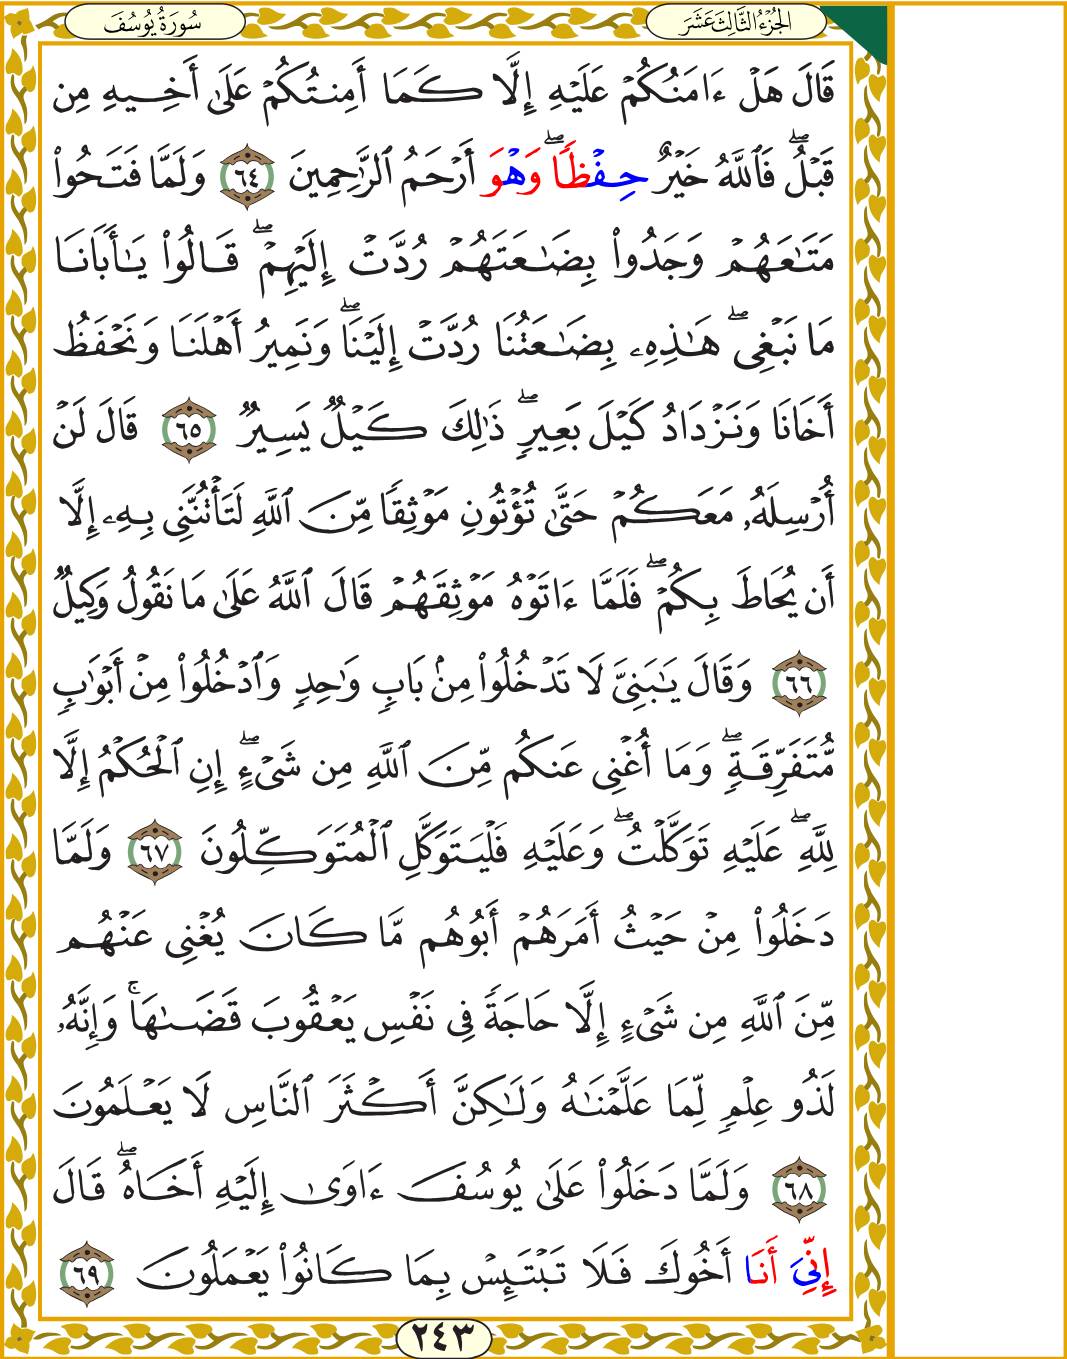 سُورَةُ يُوسُفَ
الجُزْءُ الثَّالِثَ عَشَرَ
قَالَ هَلْ ءَامَنُكُمْ عَلَيْهِ إِلَّا كَمَا أَمِنتُكُمْ عَلَىٰ أَخِيهِ مِن
قَبْلُ ۖ فَٱللَّهُ خَيْرٌ حِفْظًا ۖ وَهْوَ أَرْحَمُ ٱلرَّٰحِمِينَ ٦٤ وَلَمَّا فَتَحُواْ
مَتَٰعَهُمْ وَجَدُواْ بِضَٰعَتَهُمْ رُدَّتْ إِلَيْهِمْ ۖ قَالُواْ يَٰأَبَانَا
مَا نَبْغِى ۖ هَٰذِهِۦ بِضَٰعَتُنَا رُدَّتْ إِلَيْنَا ۖ وَنَمِيرُ أَهْلَنَا وَنَحْفَظُ
أَخَانَا وَنَزْدَادُ كَيْلَ بَعِيرٍ ۖ ذَٰلِكَ كَيْلٌ يَسِيرٌ ٦٥ قَالَ لَنْ
أُرْسِلَهُۥ مَعَكُمْ حَتَّىٰ تُؤْتُونِ مَوْثِقًا مِّنَ ٱللَّهِ لَتَأْتُنَّنِى بِهِۦ إِلَّا
أَن يُحَاطَ بِكُمْ ۖ فَلَمَّا ءَاتَوْهُ مَوْثِقَهُمْ قَالَ ٱللَّهُ عَلَىٰ مَا نَقُولُ وَكِيلٌ
٦٦ وَقَالَ يَٰبَنِىَّ لَا تَدْخُلُواْ مِنۢ بَابٍ وَٰحِدٍ وَٱدْخُلُواْ مِنْ أَبْوَٰبٍ
مُّتَفَرِّقَةٍ ۖ وَمَا أُغْنِى عَنكُم مِّنَ ٱللَّهِ مِن شَىْءٍ ۖ إِنِ ٱلْحُكْمُ إِلَّا
لِلَّهِ ۖ عَلَيْهِ تَوَكَّلْتُ ۖ وَعَلَيْهِ فَلْيَتَوَكَّلِ ٱلْمُتَوَكِّلُونَ ٦٧ وَلَمَّا
دَخَلُواْ مِنْ حَيْثُ أَمَرَهُمْ أَبُوهُم مَّا كَانَ يُغْنِى عَنْهُم
مِّنَ ٱللَّهِ مِن شَىْءٍ إِلَّا حَاجَةً فِى نَفْسِ يَعْقُوبَ قَضَىٰهَا ۚ وَإِنَّهُۥ
لَذُو عِلْمٍ لِّمَا عَلَّمْنَٰهُ وَلَٰكِنَّ أَكْثَرَ ٱلنَّاسِ لَا يَعْلَمُونَ
٦٨ وَلَمَّا دَخَلُواْ عَلَىٰ يُوسُفَ ءَاوَىٰ إِلَيْهِ أَخَاهُ ۖ قَالَ
إِنِّىَ أَنَا أَخُوكَ فَلَا تَبْتَئِسْ بِمَا كَانُواْ يَعْمَلُونَ ٦٩
٢٤٣